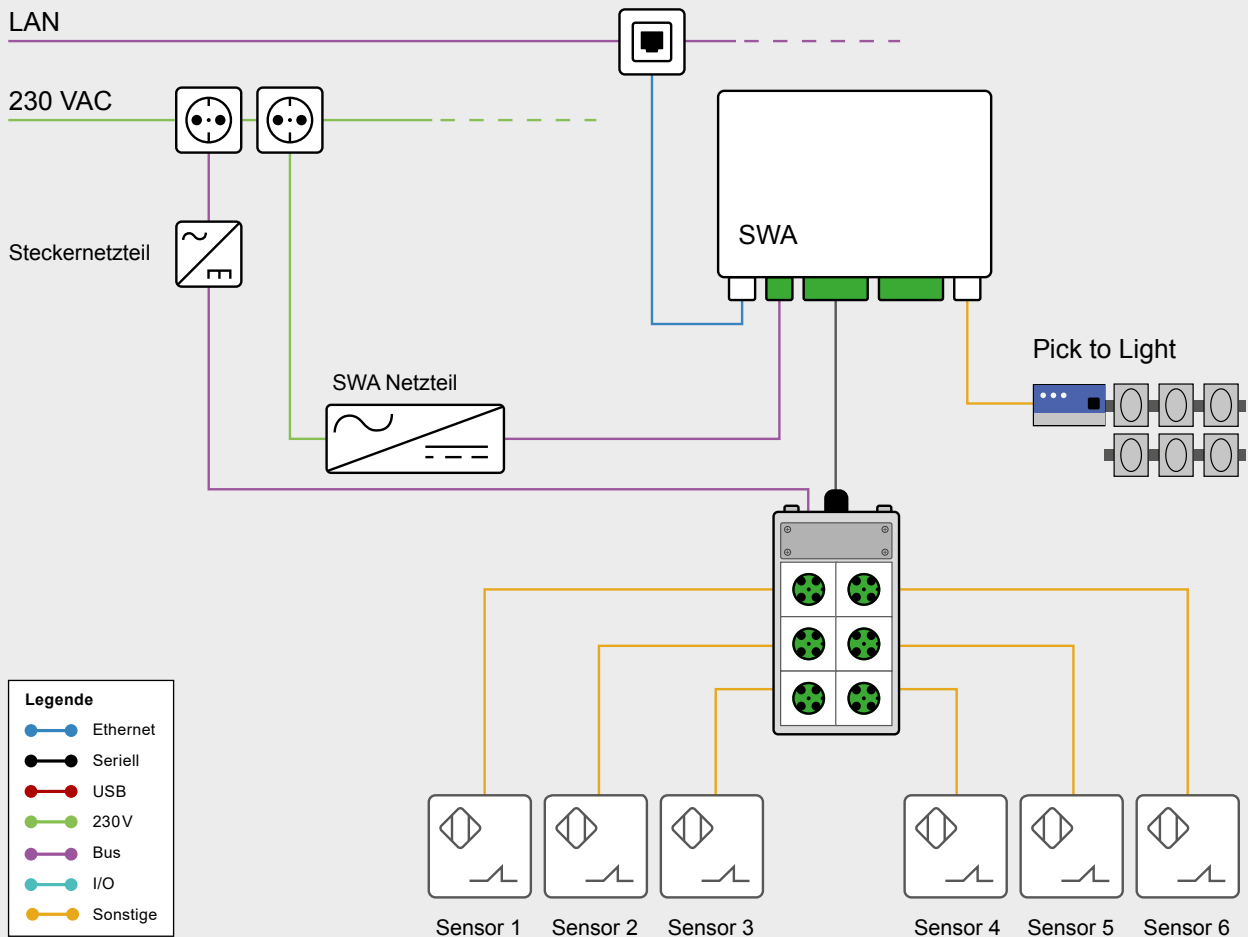 LAN
230 VAC
Steckernetzteil
SWA
SWA Netzteil
Pick to Light
Legende
Ethernet
Seriell
USB
230V
Bus
I/O
Sonstige
Sensor 1
Sensor 2
Sensor 3
Sensor 4
Sensor 5
Sensor 6